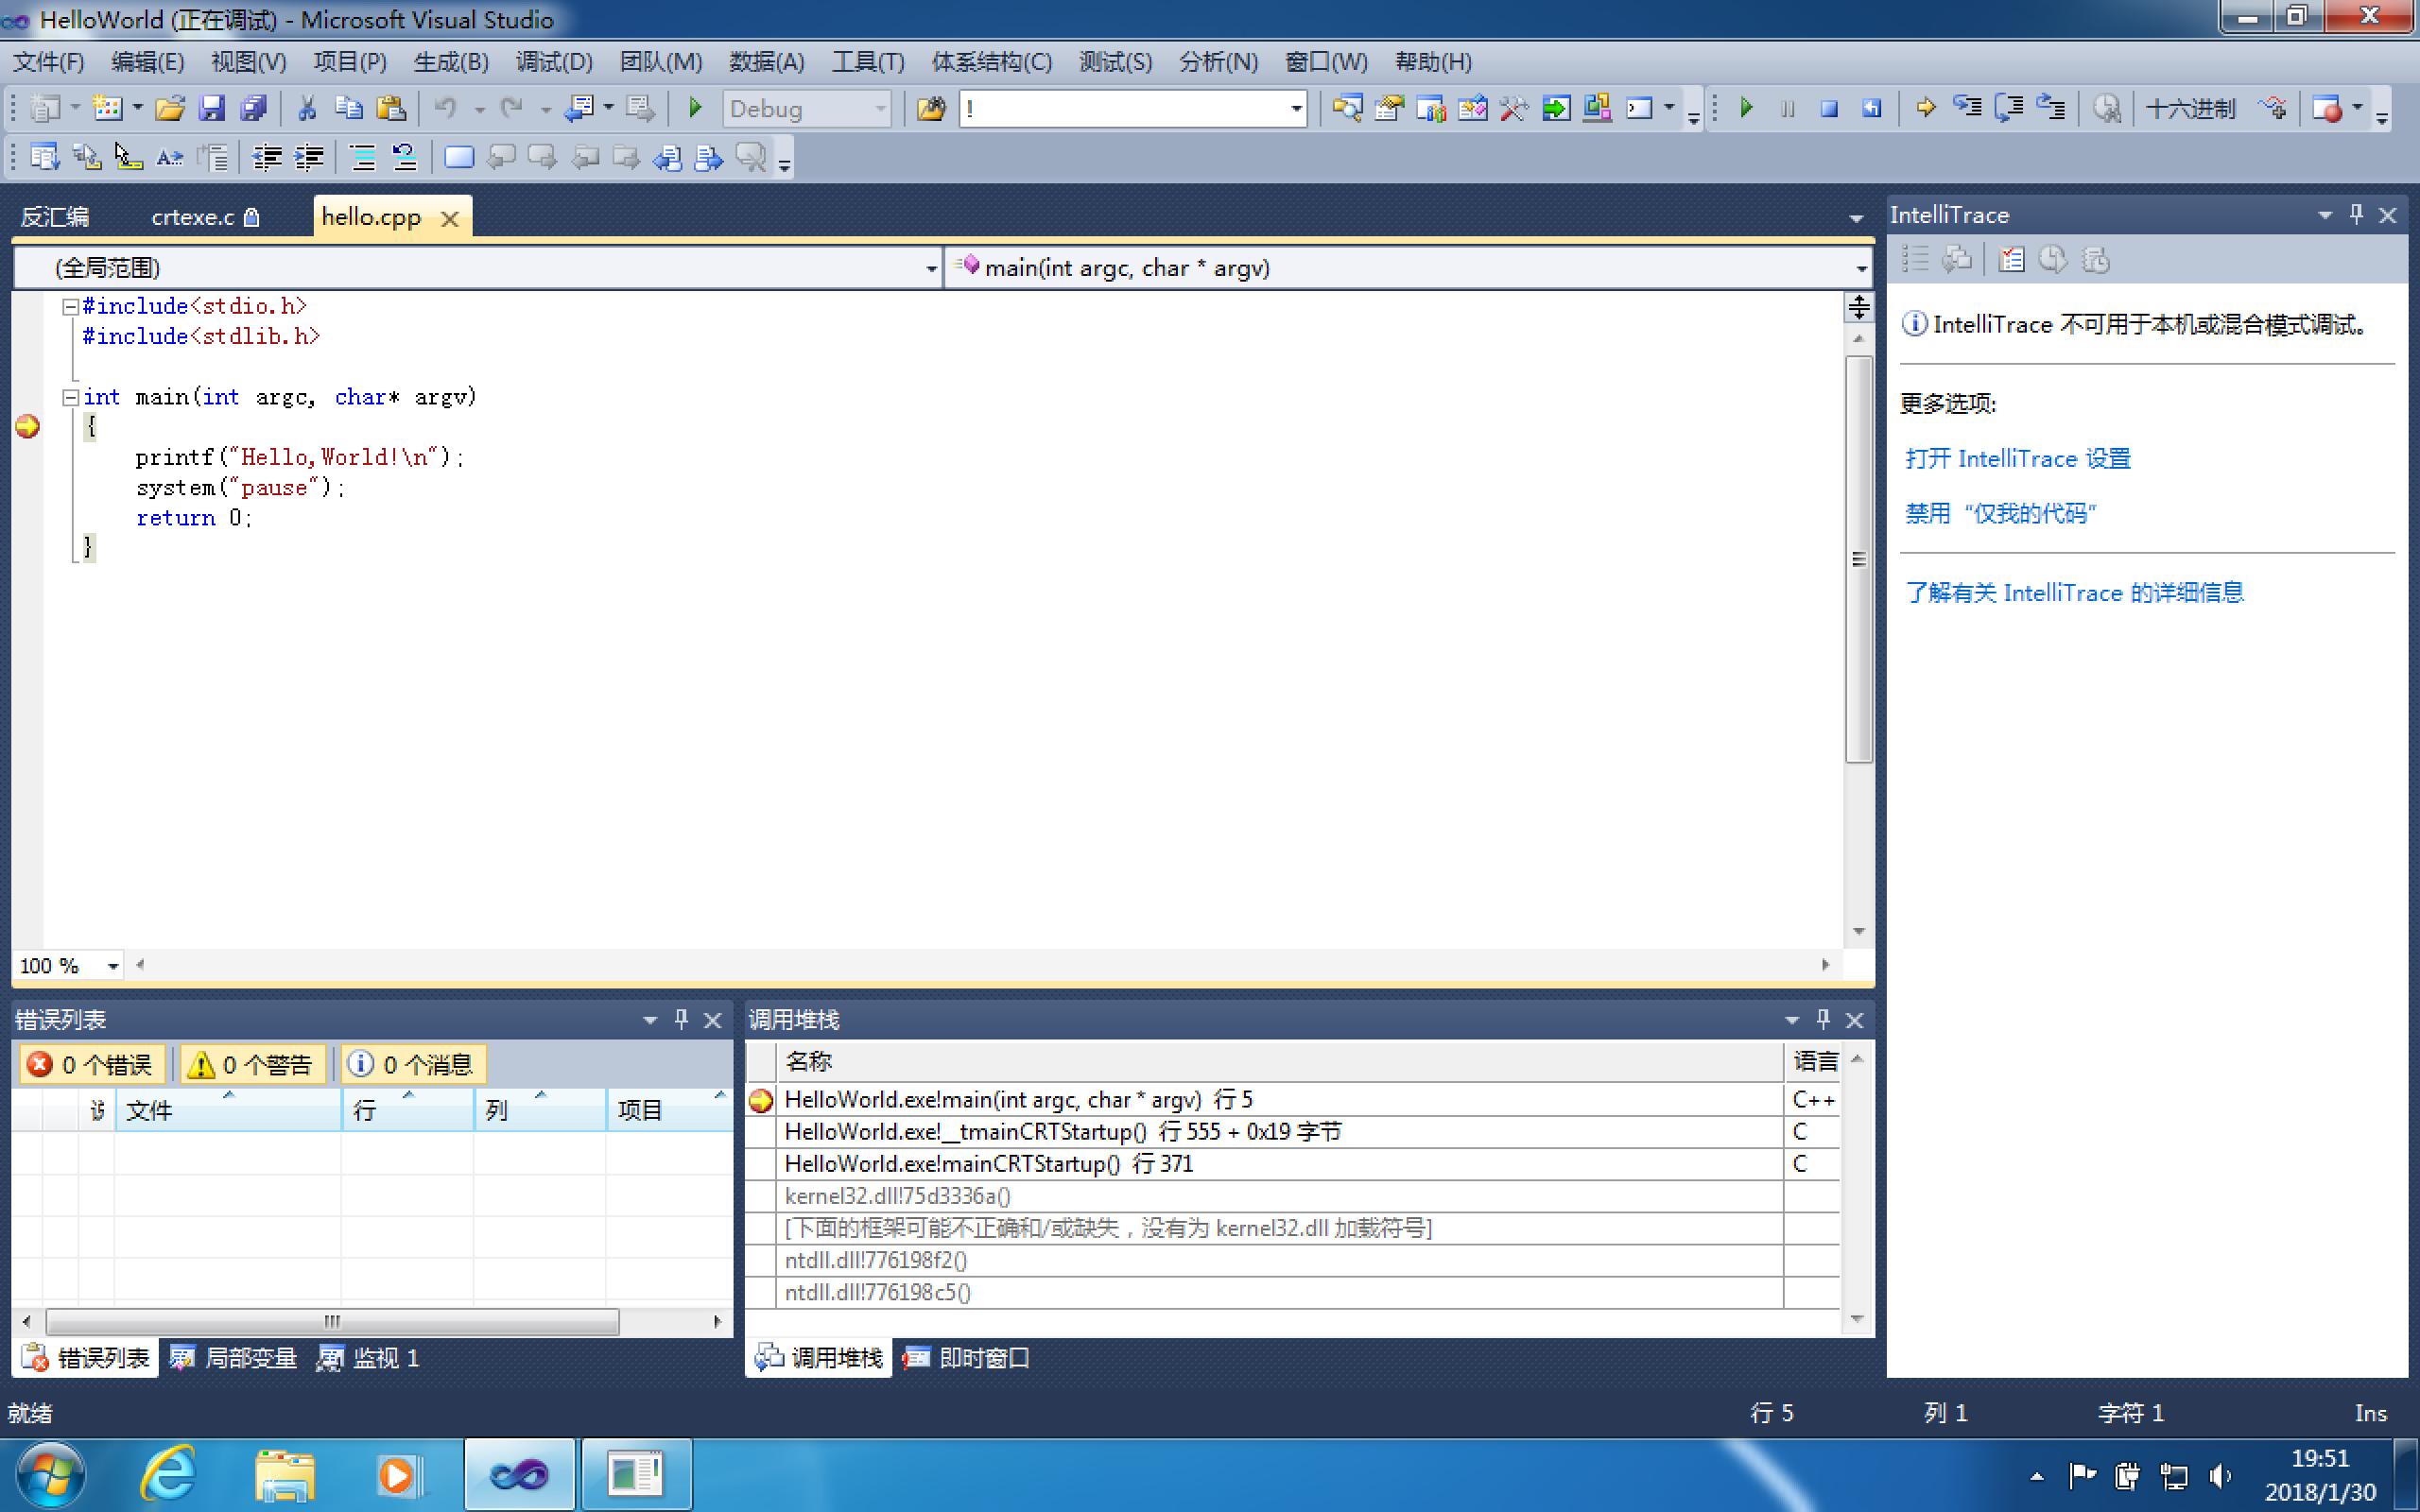 HelloWorld (正在调试) - Microsoft Visual Studio
文件(F) 编辑(E) 视图(V) 项目(P) 生成(B) 调试(D) 团队(M) 数据(A) 工具(T) 体系结构(C) 测试(S) 分析(N) 窗口(W) 帮助(H)
Debug ! 十六进制
反汇编 crtexe.c hello.cpp
(全局范围) main(int argc, char * argv)
#include<stdio.h>
#include<stdlib.h>
int main(int argc, char* argv)
{
printf("Hello,World!\n");
system("pause");
return 0;
}
100 %
IntelliTrace
IntelliTrace 不可用于本机或混合模式调试。
更多选项:
打开 IntelliTrace 设置
禁用“仅我的代码”
了解有关 IntelliTrace 的详细信息
错误列表
0 个错误 0 个警告 0 个消息
文件 行 列 项目
错误列表 局部变量 监视 1
调用堆栈
名称 语言
HelloWorld.exe!main(int argc, char * argv) 行 5 C++
HelloWorld.exe!__tmainCRTStartup() 行 555 + 0x19 字节 C
HelloWorld.exe!mainCRTStartup() 行 371 C
kernel32.dll!75d3336a()
[下面的框架可能不正确和/或缺失，没有为 kernel32.dll 加载符号]
ntdll.dll!776198f2()
ntdll.dll!776198c5()
调用堆栈 即时窗口
就绪 行 5 列 1 字符 1 Ins
19:51
2018/1/30